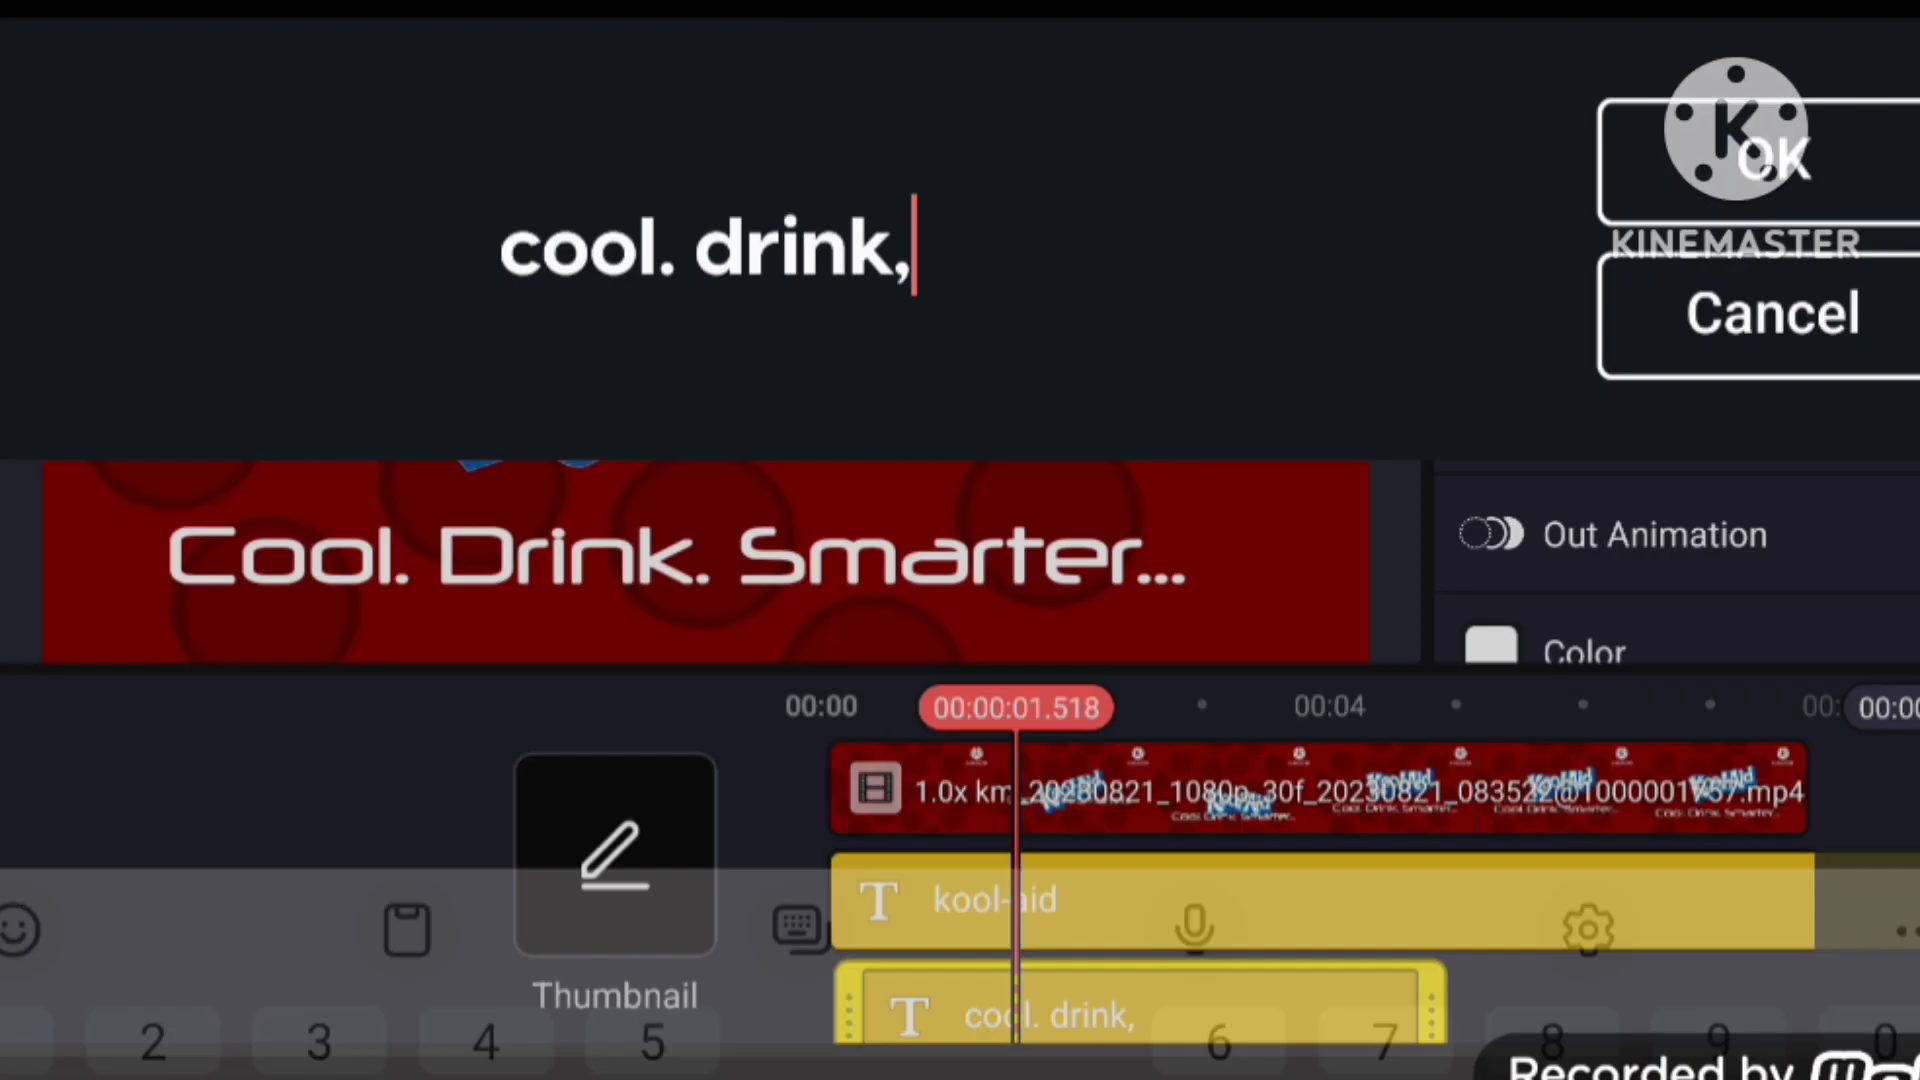 OK
KINEMASTER
cool. drink,
Cancel
Cool. Drink. Smarter...
Out Animation
Color
00:00
00:00:01.518
00:04
1.0x km_20230821_1080p_30f_20230821_083522@1000001757.mp4
T kool-aid
Thumbnail
T cool. drink,
2 3 4 5 6 7 8 9 0
Recorded by